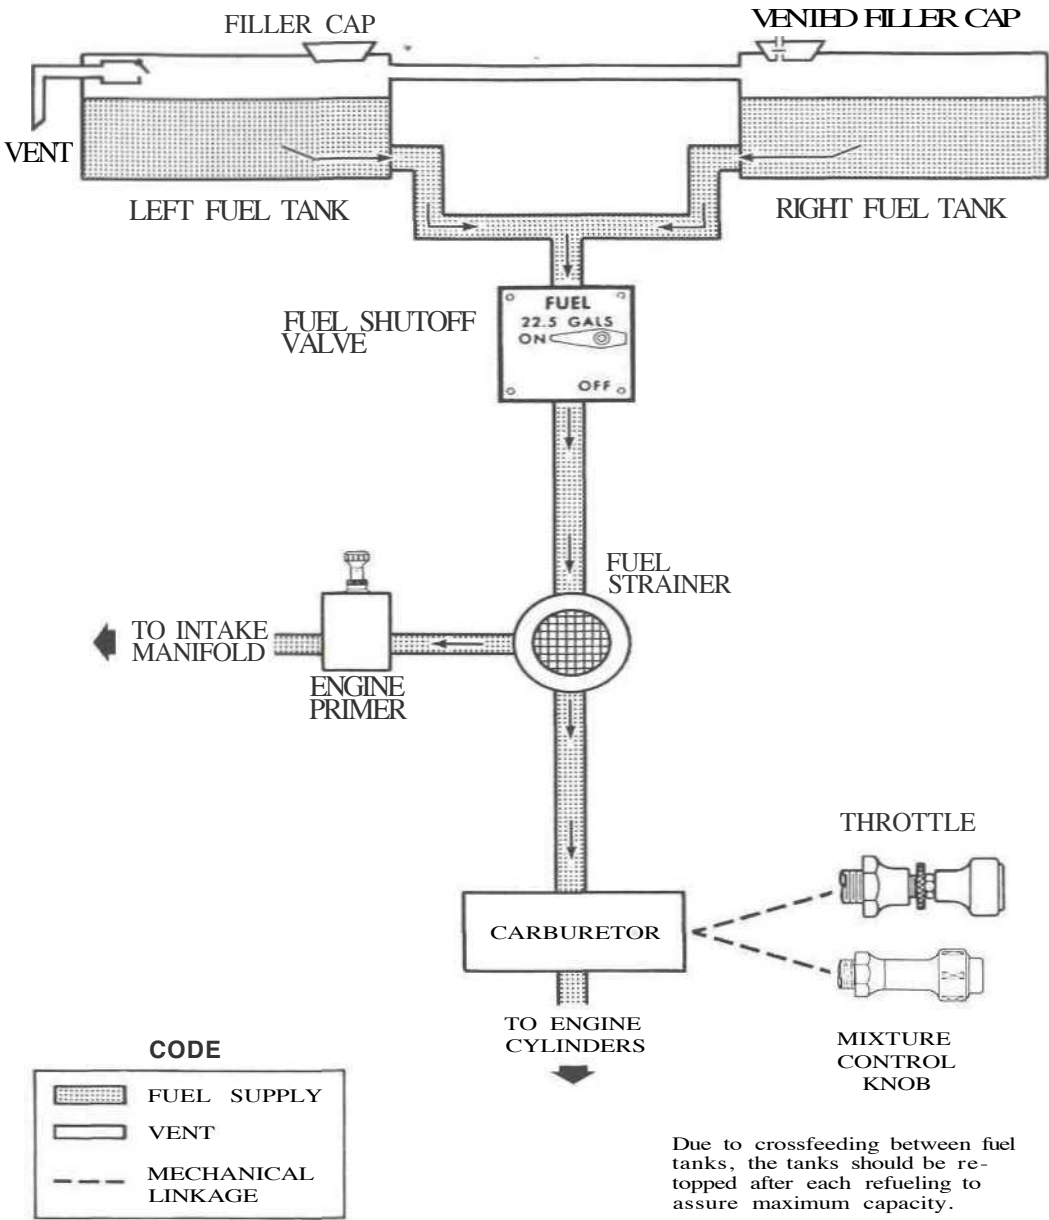 FILLER CAP
VENTED FILLER CAP
VENT
LEFT FUEL TANK
RIGHT FUEL TANK
FUEL SHUTOFF
VALVE
FUEL
22.5 GALS
ON
OFF
FUEL
STRAINER
TO INTAKE
MANIFOLD
ENGINE
PRIMER
THROTTLE
CARBURETOR
TO ENGINE
CYLINDERS
MIXTURE
CONTROL
KNOB
CODE
FUEL SUPPLY
VENT
MECHANICAL
LINKAGE
Due to crossfeeding between fuel
tanks, the tanks should be re-
topped after each refueling to
assure maximum capacity.